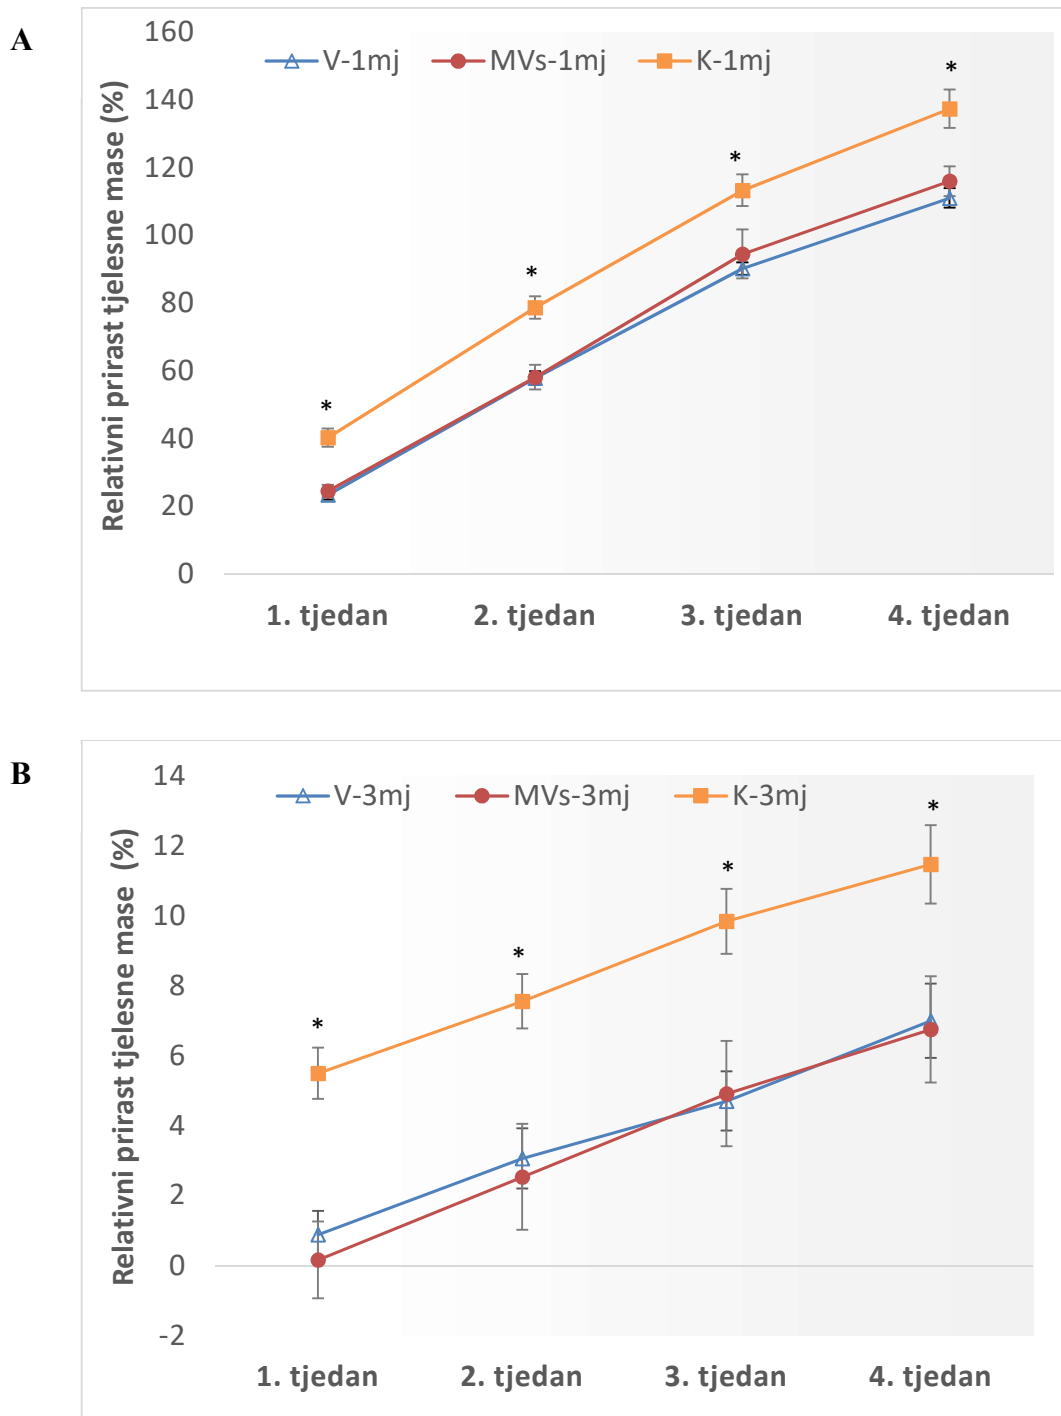 A
Relativni prirast tjelesne mase (%)
160
140
120
100
80
60
40
20
0
V-1mj MVs-1mj K-1mj
* * * *
1. tjedan 2. tjedan 3. tjedan 4. tjedan
B
Relativni prirast tjelesne mase (%)
14
12
10
8
6
4
2
0
-2
V-3mj MVs-3mj K-3mj
* * * *
1. tjedan 2. tjedan 3. tjedan 4. tjedan